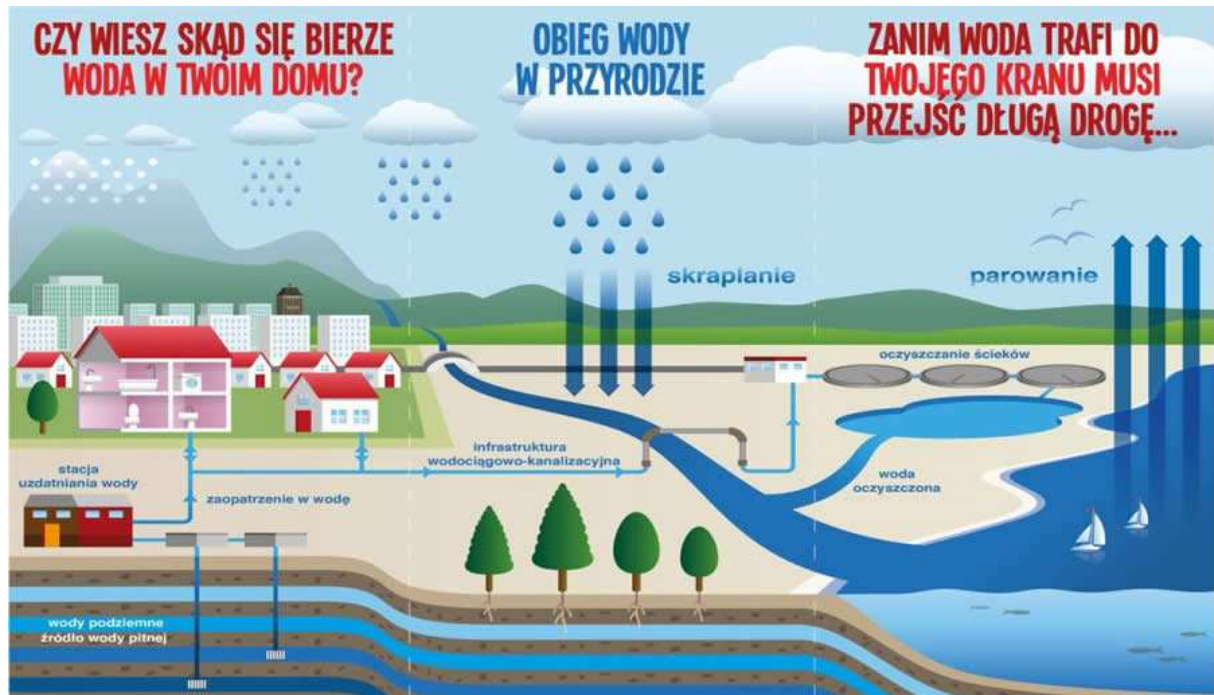 CZY WIESZ SKĄD SIĘ BIERZE
WODA W TWOIM DOMU?
OBIEG WODY
W PRZYRODZIE
ZANIM WODA TRAFI DO
TWOJEGO KRANU MUSI
PRZEJŚĆ DŁUGĄ DROGĘ...
skraplanie
parowanie
oczyszczanie ścieków
infrastruktura
wodociągowo-kanalizacyjna
stacja
uzdatniania wody
zaopatrzenie w wodę
woda
oczyszczona
wody podziemne
źródło wody pitnej